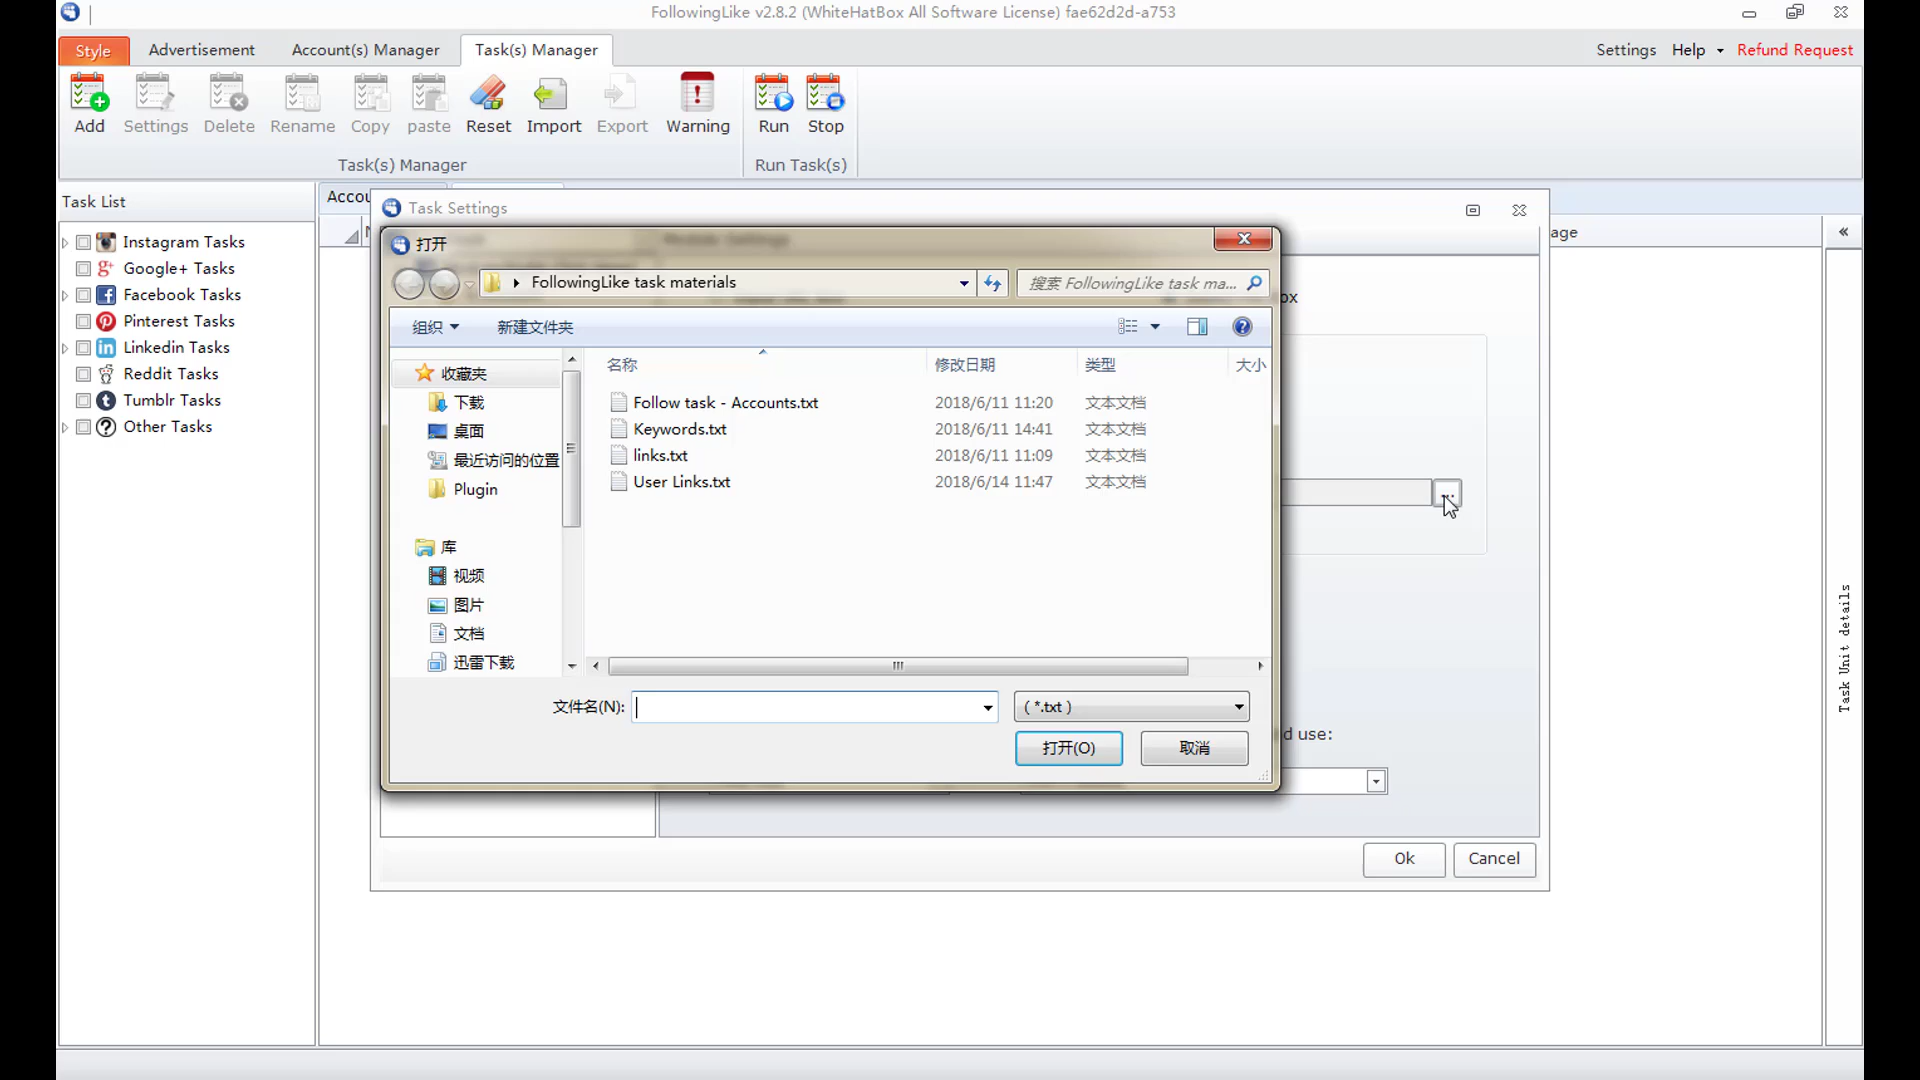 FollowingLike v2.8.2 (WhiteHatBox All Software License) fae62d2d-a753
Style Advertisement Account(s) Manager Task(s) Manager Settings Help Refund Request
Add Settings Delete Rename Copy paste Reset Import Export Warning Run Stop
Task(s) Manager Run Task(s)
Task List
Instagram Tasks
Google+ Tasks
Facebook Tasks
Pinterest Tasks
Linkedin Tasks
Reddit Tasks
Tumblr Tasks
Other Tasks
Task Settings
打开
FollowingLike task materials
搜索 FollowingLike task ma...
组织 新建文件夹
收藏夹
下载
桌面
最近访问的位置
Plugin
库
视频
图片
文档
迅雷下载
名称 修改日期 类型 大小
Follow task - Accounts.txt 2018/6/11 11:20 文本文档
Keywords.txt 2018/6/11 14:41 文本文档
links.txt 2018/6/11 11:09 文本文档
User Links.txt 2018/6/14 11:47 文本文档
文件名(N):
( *.txt )
打开(O) 取消
use:
Ok Cancel
Task Unit details